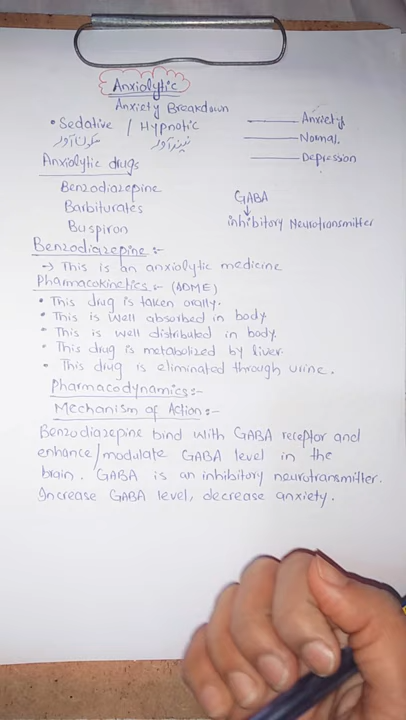 Anxiolytic
Anxiety Breakdown
• Sedative / Hypnotic
سکون آور نیند آور
Anxiety
Normal.
Depression
Anxiolytic drugs
Benzodiazepine
Barbiturates
Buspiron
GABA
inhibitory Neurotransmitter
Benzodiazepine :-
→ This is an anxiolytic medicine
Pharmacokinetics :- (ADME)
• This drug is taken orally.
• This is well absorbed in body
• This is well distributed in body.
• This drug is metabolized by liver.
• This drug is eliminated through urine.
Pharmacodynamics :-
Mechanism of Action :-
Benzodiazepine bind with GABA receptor and
enhance/modulate GABA level in the
brain. GABA is an inhibitory neurotransmitter.
Increase GABA level, decrease anxiety.